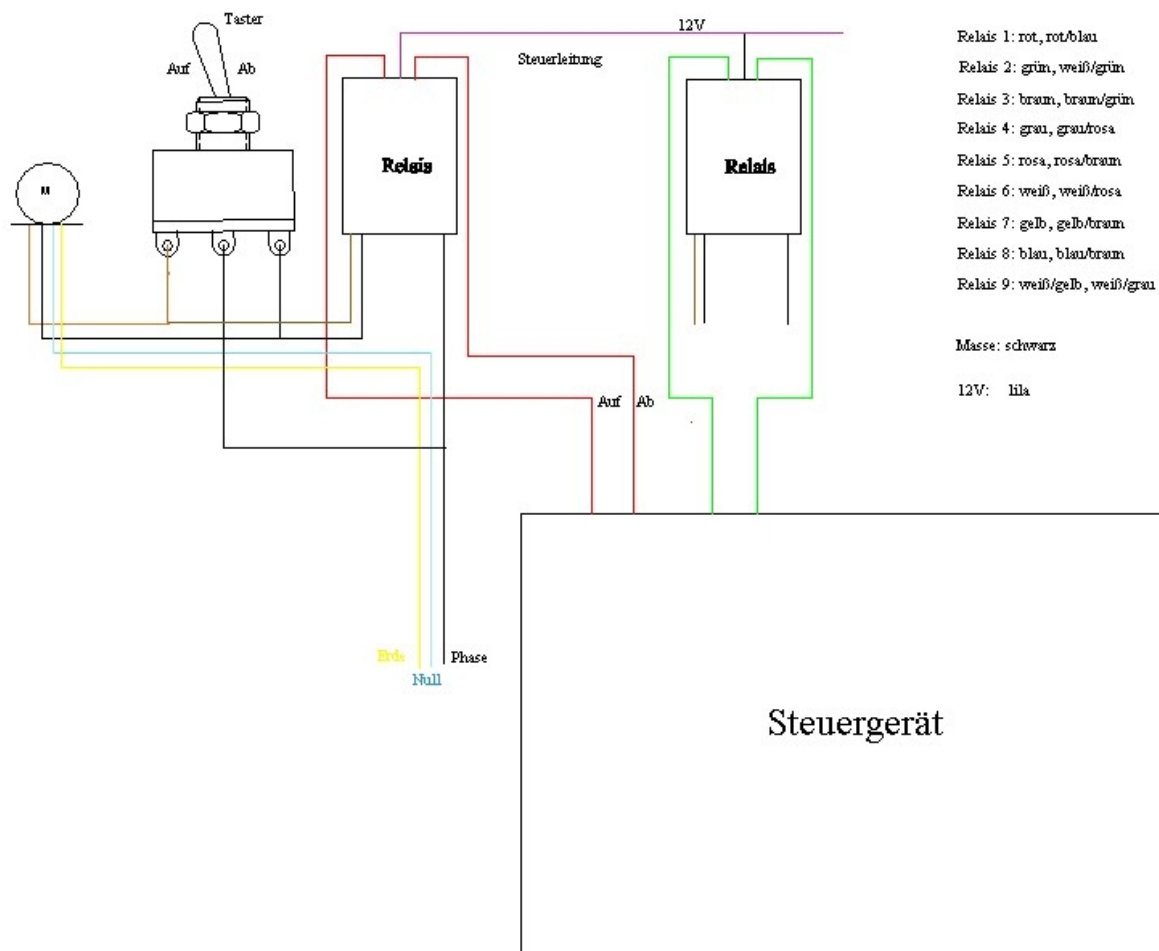 Taster
Auf
Ab
M
Relais
12V
Steuerleitung
Relais
Auf
Ab
Erde
Null
Phase
Steuergerät
Relais 1: rot, rot/blau
Relais 2: grün, weiß/grün
Relais 3: braun, braun/grün
Relais 4: grau, grau/rosa
Relais 5: rosa, rosa/braun
Relais 6: weiß, weiß/rosa
Relais 7: gelb, gelb/braun
Relais 8: blau, blau/braun
Relais 9: weiß/gelb, weiß/grau
Masse: schwarz
12V: lila